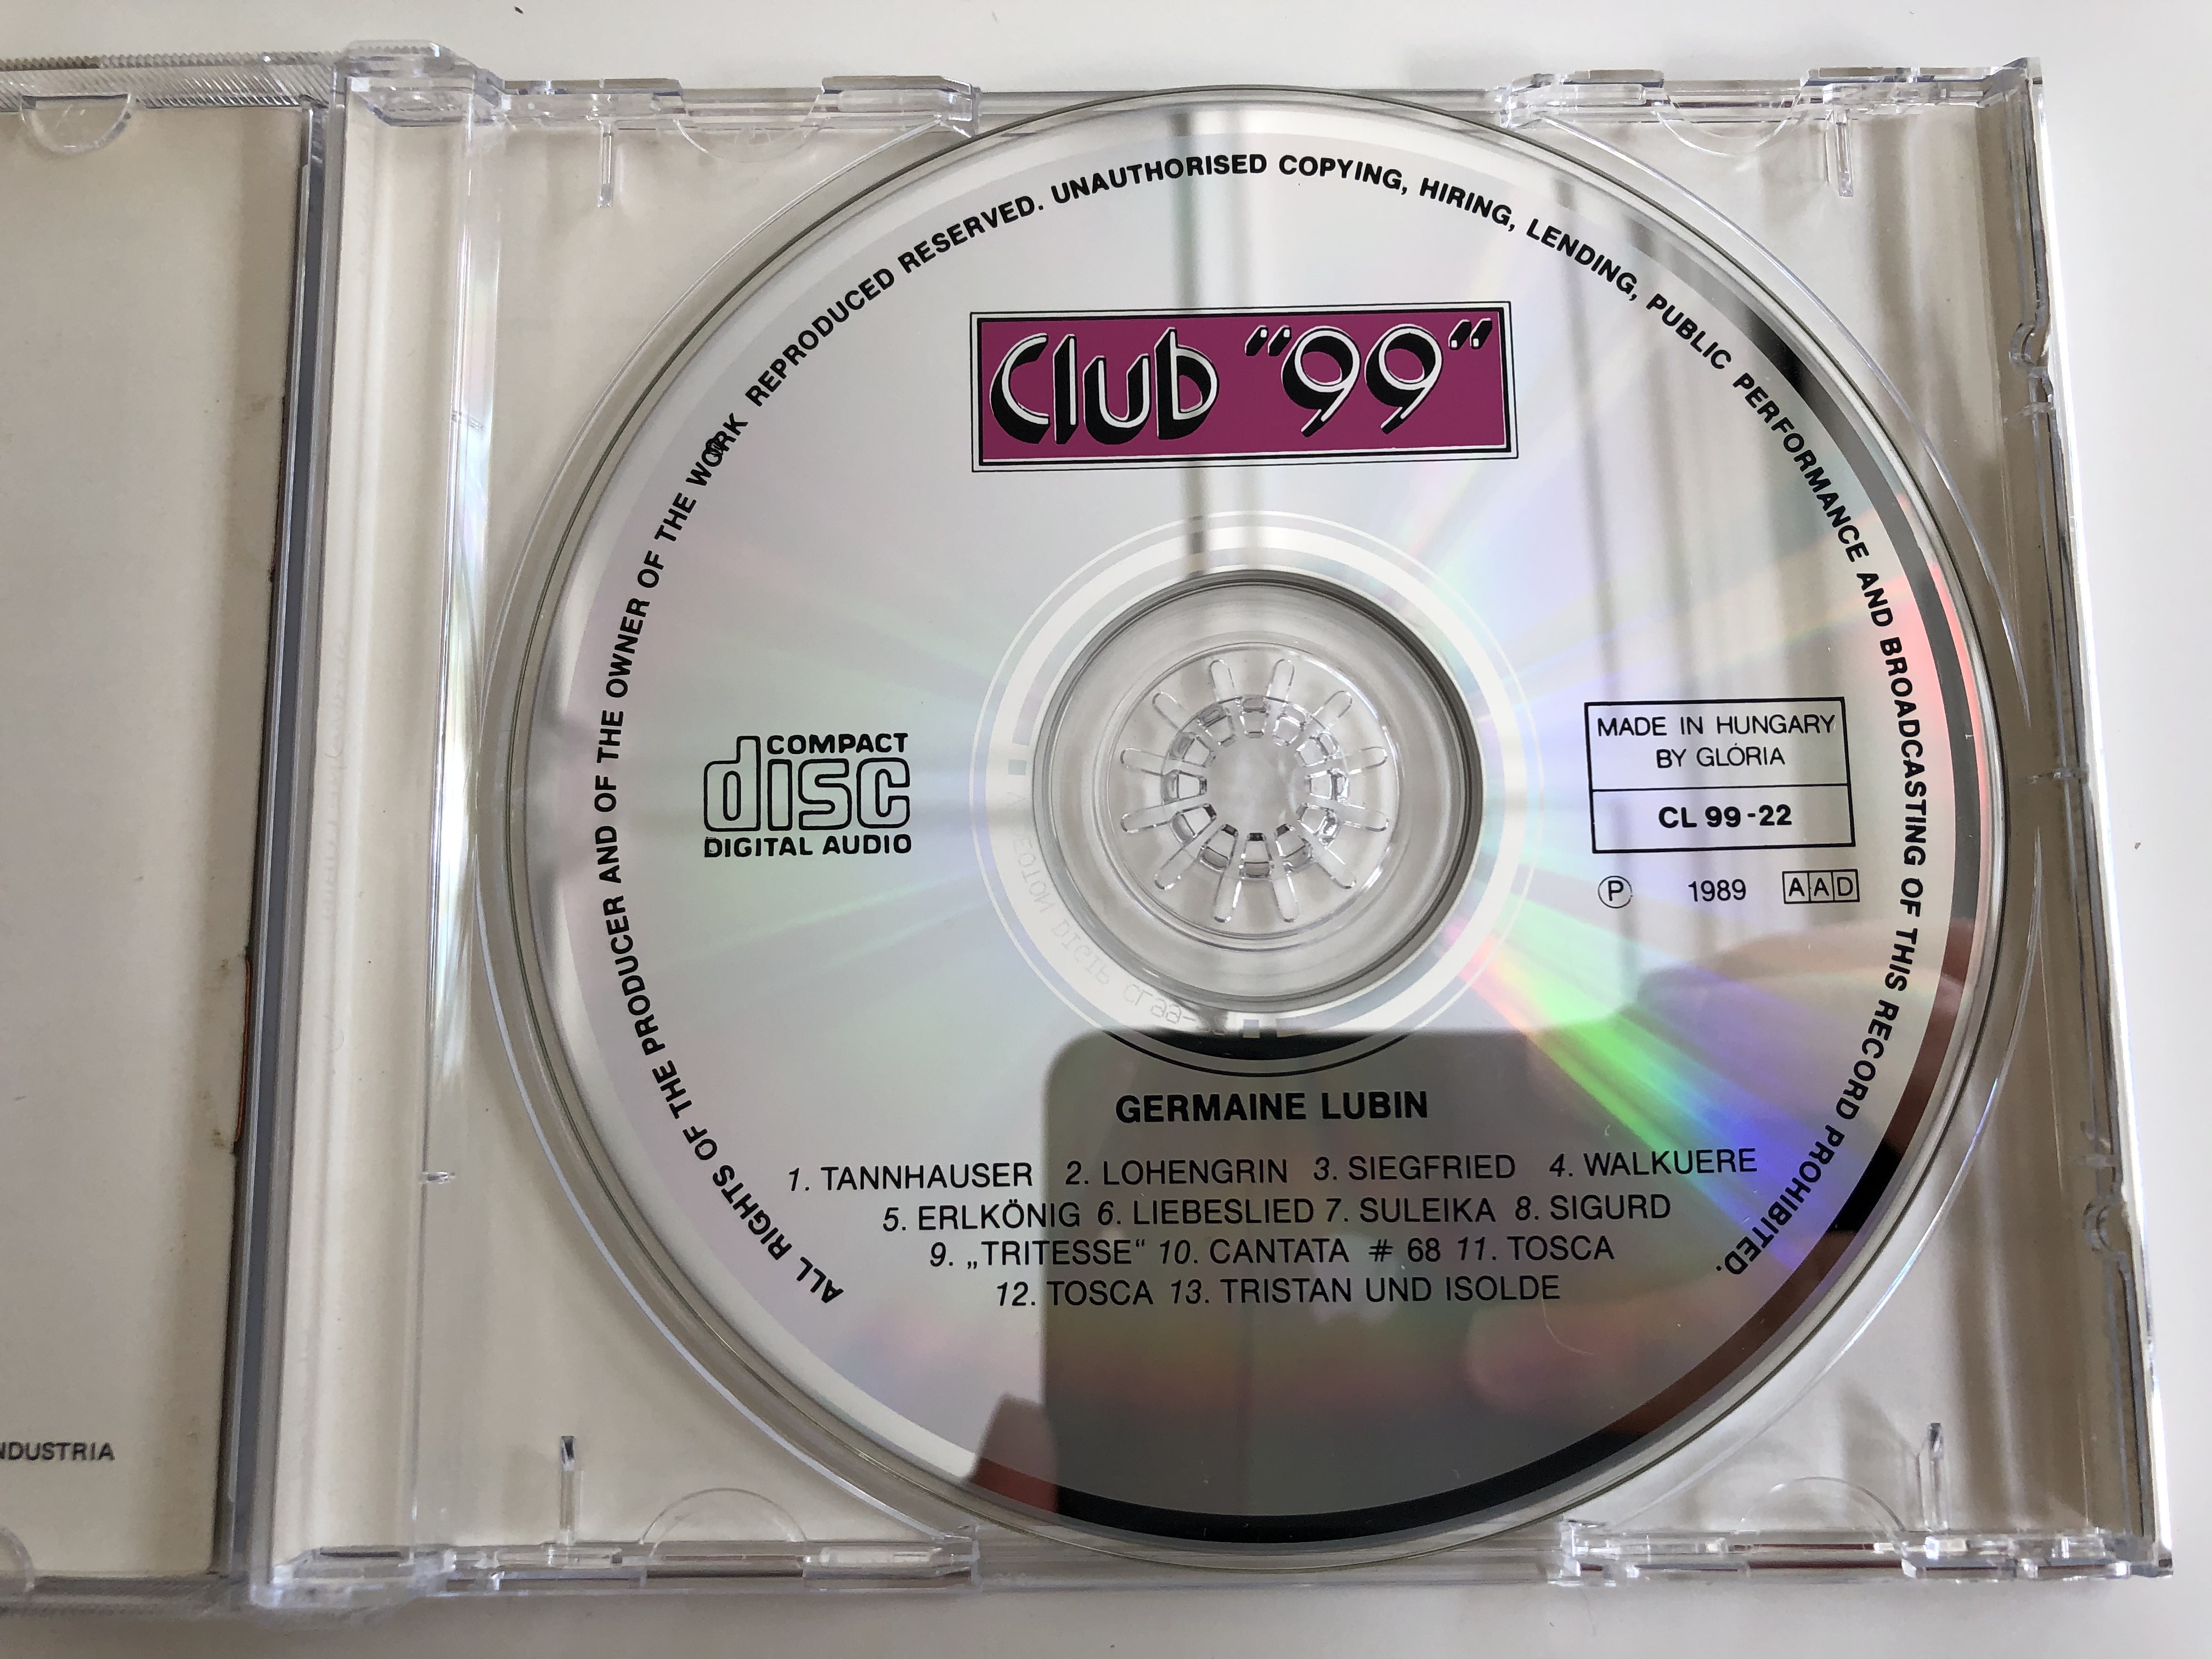 ALL RIGHTS OF THE PRODUCER AND OF THE OWNER OF THE WORK REPRODUCED RESERVED. UNAUTHORISED COPYING, HIRING, LENDING, PUBLIC PERFORMANCE AND BROADCASTING OF THIS RECORD PROHIBITED.
Club "99"
COMPACT
disc
DIGITAL AUDIO
MADE IN HUNGARY
BY GLÓRIA
CL 99-22
Ⓟ 1989 AAD
GERMAINE LUBIN
1. TANNHAUSER 2. LOHENGRIN 3. SIEGFRIED 4. WALKUERE
5. ERLKÖNIG 6. LIEBESLIED 7. SULEIKA 8. SIGURD
9. „TRITESSE“ 10. CANTATA # 68 11. TOSCA
12. TOSCA 13. TRISTAN UND ISOLDE
NDUSTRIA